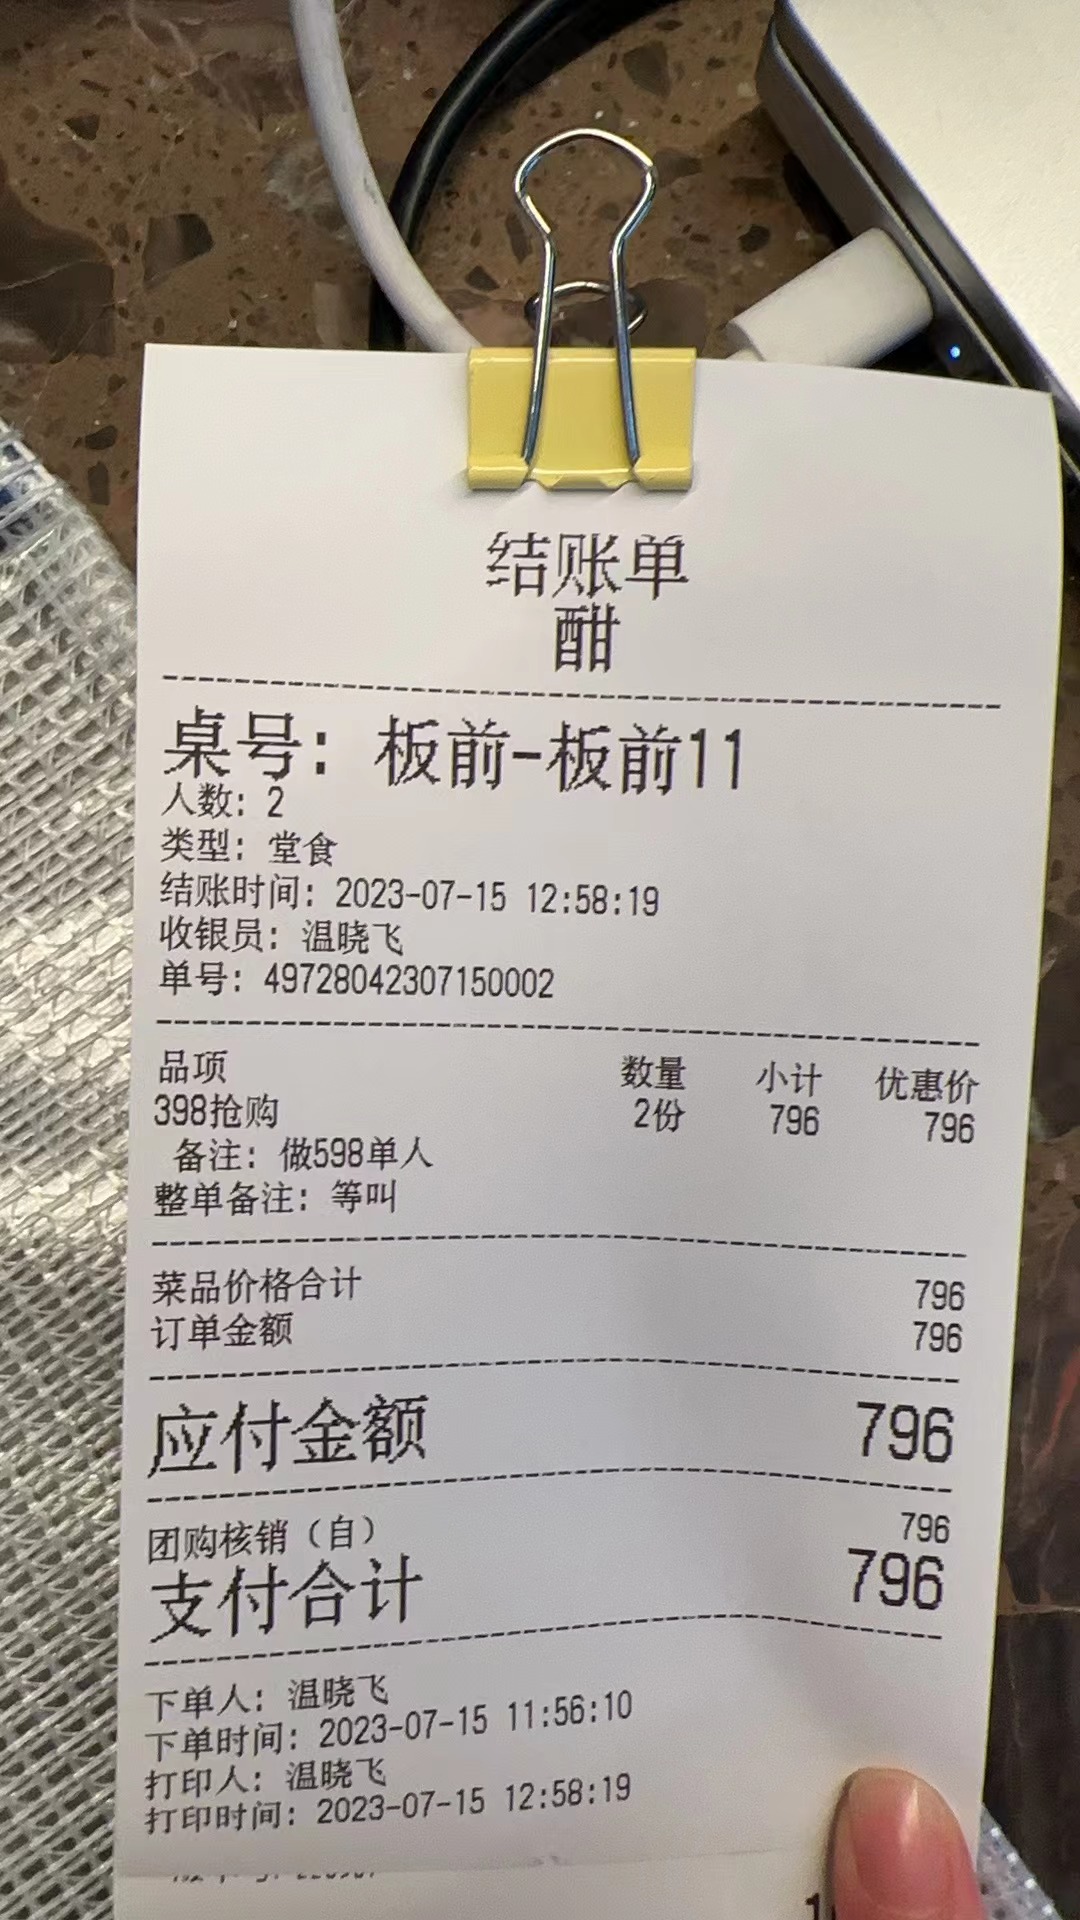 结账单
酣
桌号：板前-板前11
人数：2
类型：堂食
结账时间：2023-07-15 12:58:19
收银员：温晓飞
单号：49728042307150002
品项 数量 小计 优惠价
398抢购 2份 796 796
备注：做598单人
整单备注：等叫
菜品价格合计 796
订单金额 796
应付金额 796
团购核销（自） 796
支付合计 796
下单人：温晓飞
下单时间：2023-07-15 11:56:10
打印人：温晓飞
打印时间：2023-07-15 12:58:19